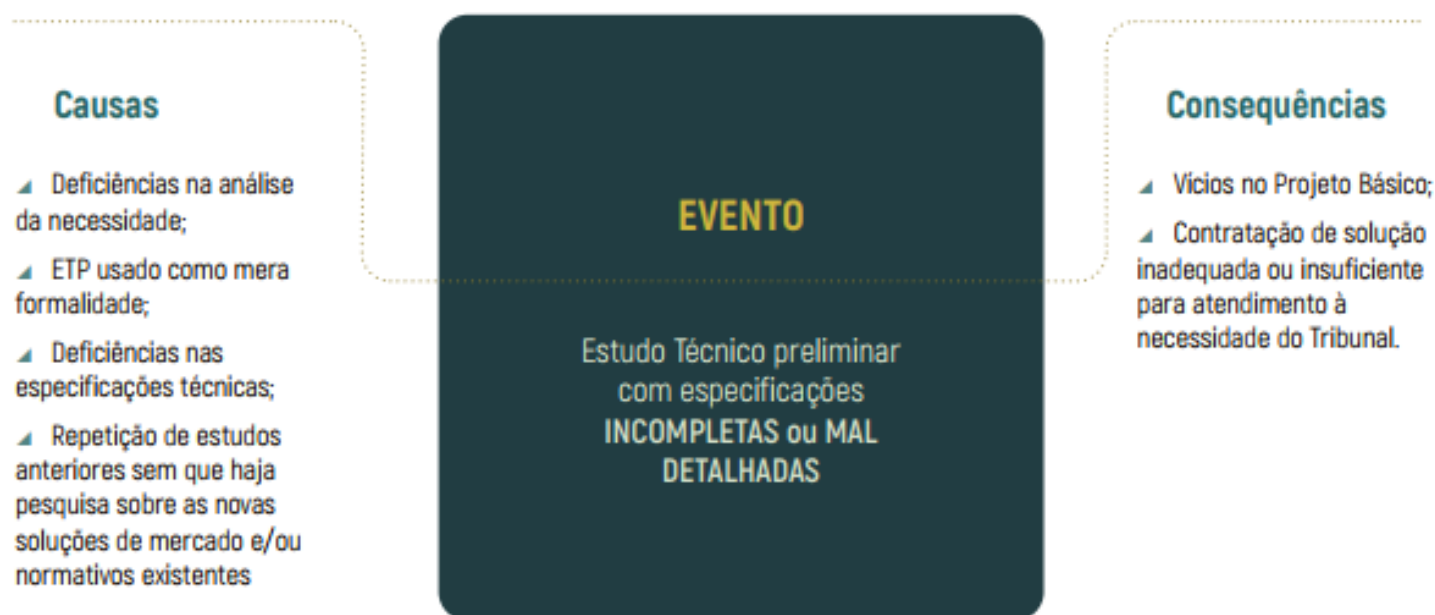 Causas
Deficiências na análise
da necessidade;
ETP usado como mera
formalidade;
Deficiências nas
especificações técnicas;
Repetição de estudos
anteriores sem que haja
pesquisa sobre as novas
soluções de mercado e/ou
normativos existentes
EVENTO
Estudo Técnico preliminar
com especificações
INCOMPLETAS ou MAL
DETALHADAS
Consequências
Vícios no Projeto Básico;
Contratação de solução
inadequada ou insuficiente
para atendimento à
necessidade do Tribunal.